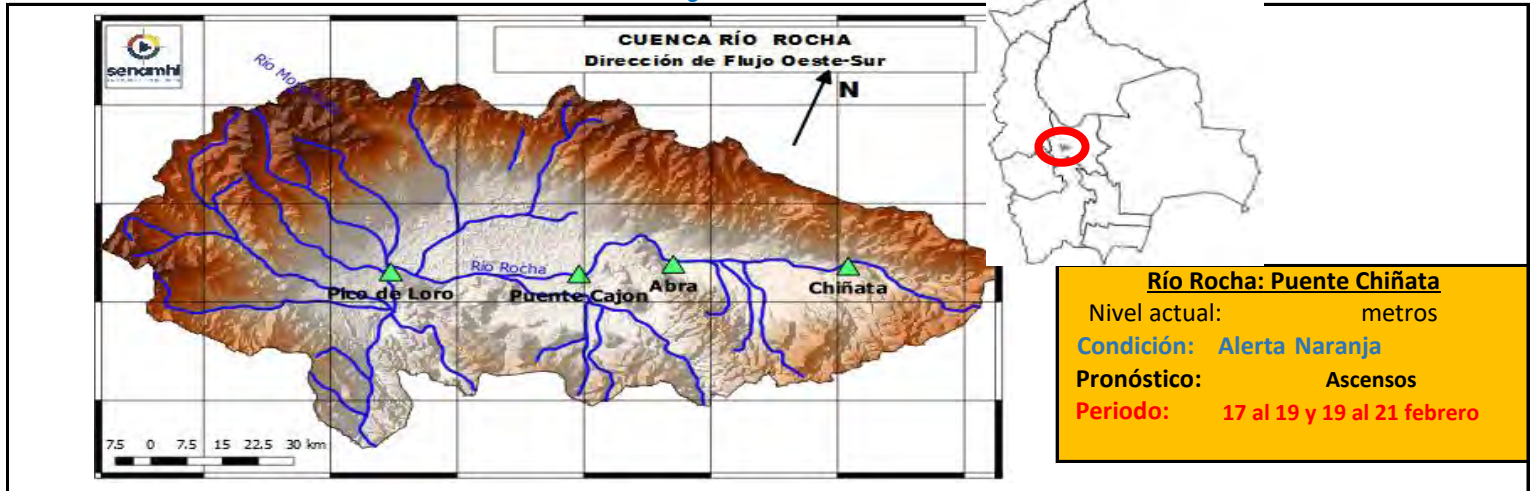 senamhi
CUENCA RÍO ROCHA
Dirección de Flujo Oeste-Sur
N
Río Rocha
Pico de Loro
Puente Cajon
Abra
Chiñata
7.5 0 7.5 15 22.5 30 km
Río Rocha: Puente Chiñata
Nivel actual: metros
Condición: Alerta Naranja
Pronóstico: Ascensos
Periodo: 17 al 19 y 19 al 21 febrero